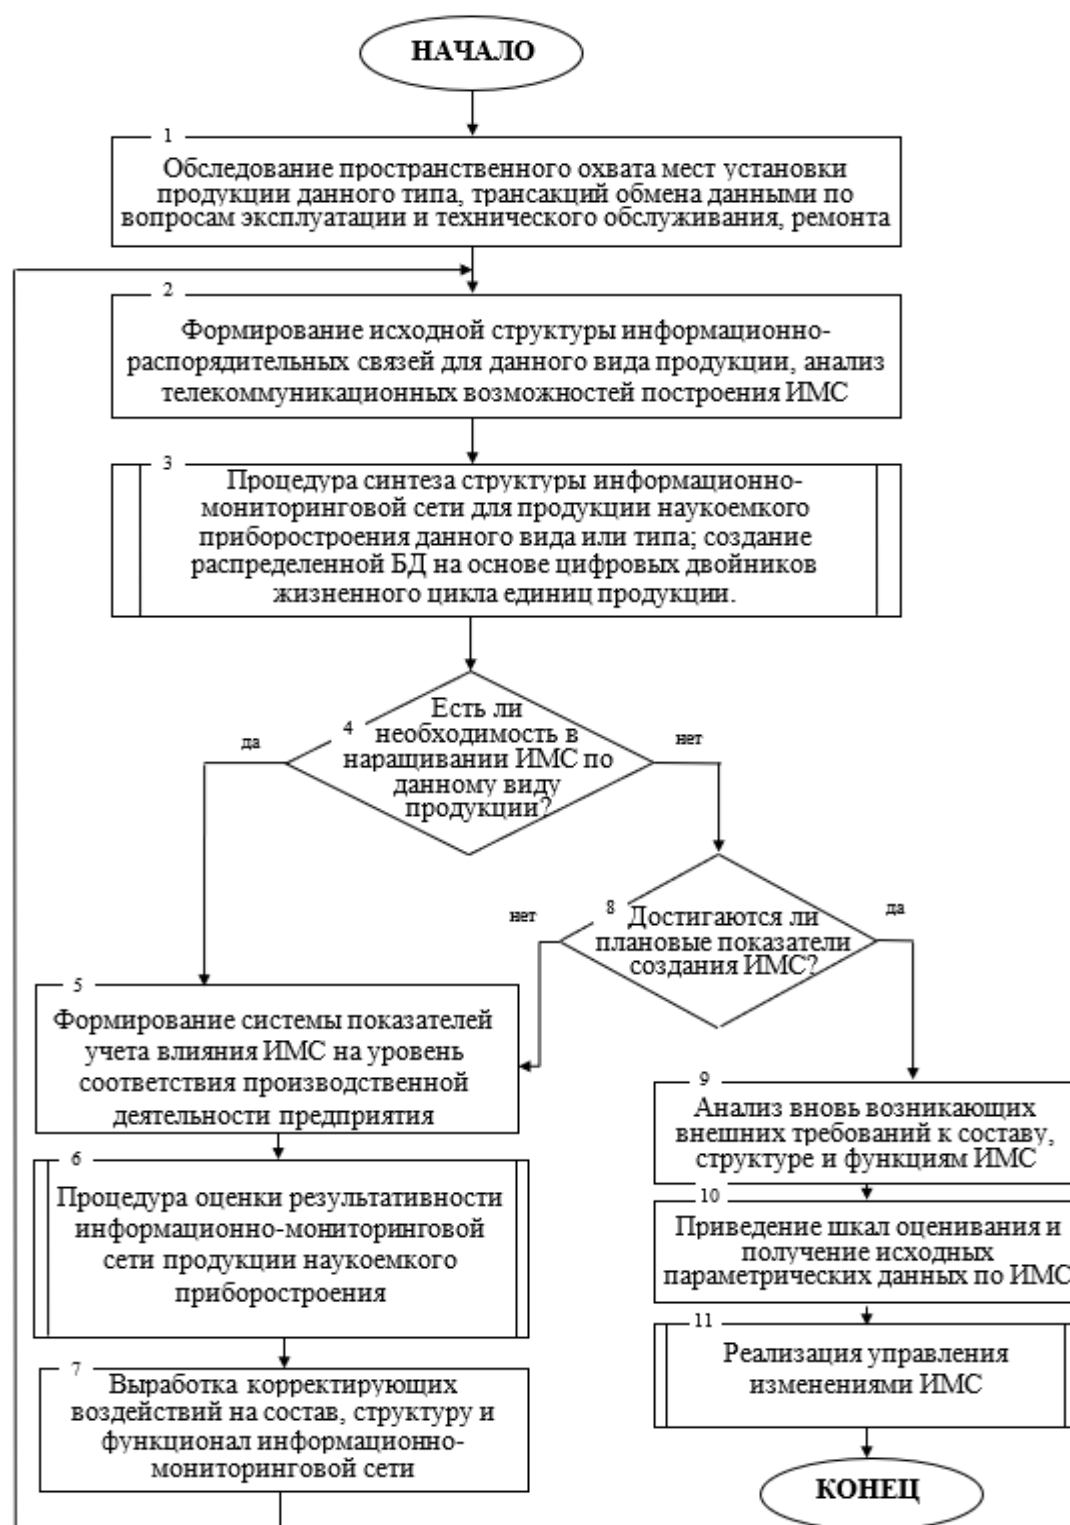 НАЧАЛО
1
Обследование пространственного охвата мест установки
продукции данного типа, трансакций обмена данными по
вопросам эксплуатации и технического обслуживания, ремонта
2
Формирование исходной структуры информационно-
распорядительных связей для данного вида продукции, анализ
телекоммуникационных возможностей построения ИМС
3
Процедура синтеза структуры информационно-
мониторинговой сети для продукции наукоемкого
приборостроения данного вида или типа; создание
распределенной БД на основе цифровых двойников
жизненного цикла единиц продукции.
4
Есть ли
необходимость в
наращивании ИМС по
данному виду
продукции?
да
нет
8
Достигаются ли
плановые показатели
создания ИМС?
нет
да
5
Формирование системы показателей
учета влияния ИМС на уровень
соответствия производственной
деятельности предприятия
6
Процедура оценки результативности
информационно-мониторинговой
сети продукции наукоемкого
приборостроения
7
Выработка корректирующих
воздействий на состав, структуру и
функционал информационно-
мониторинговой сети
9
Анализ вновь возникающих
внешних требований к составу,
структуре и функциям ИМС
10
Приведение шкал оценивания и
получение исходных
параметрических данных по ИМС
11
Реализация управления
изменениями ИМС
КОНЕЦ